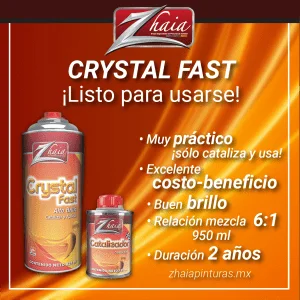 Zhaia
CRYSTAL FAST
¡Listo para usarse!
• Muy práctico
¡sólo cataliza y usa!
• Excelente
costo-beneficio
• Buen brillo
• Relación mezcla 6:1
950 ml
• Duración 2 años
zhaiapinturas.mx
Zhaia
Crystal
Fast
Zhaia
Catalizador